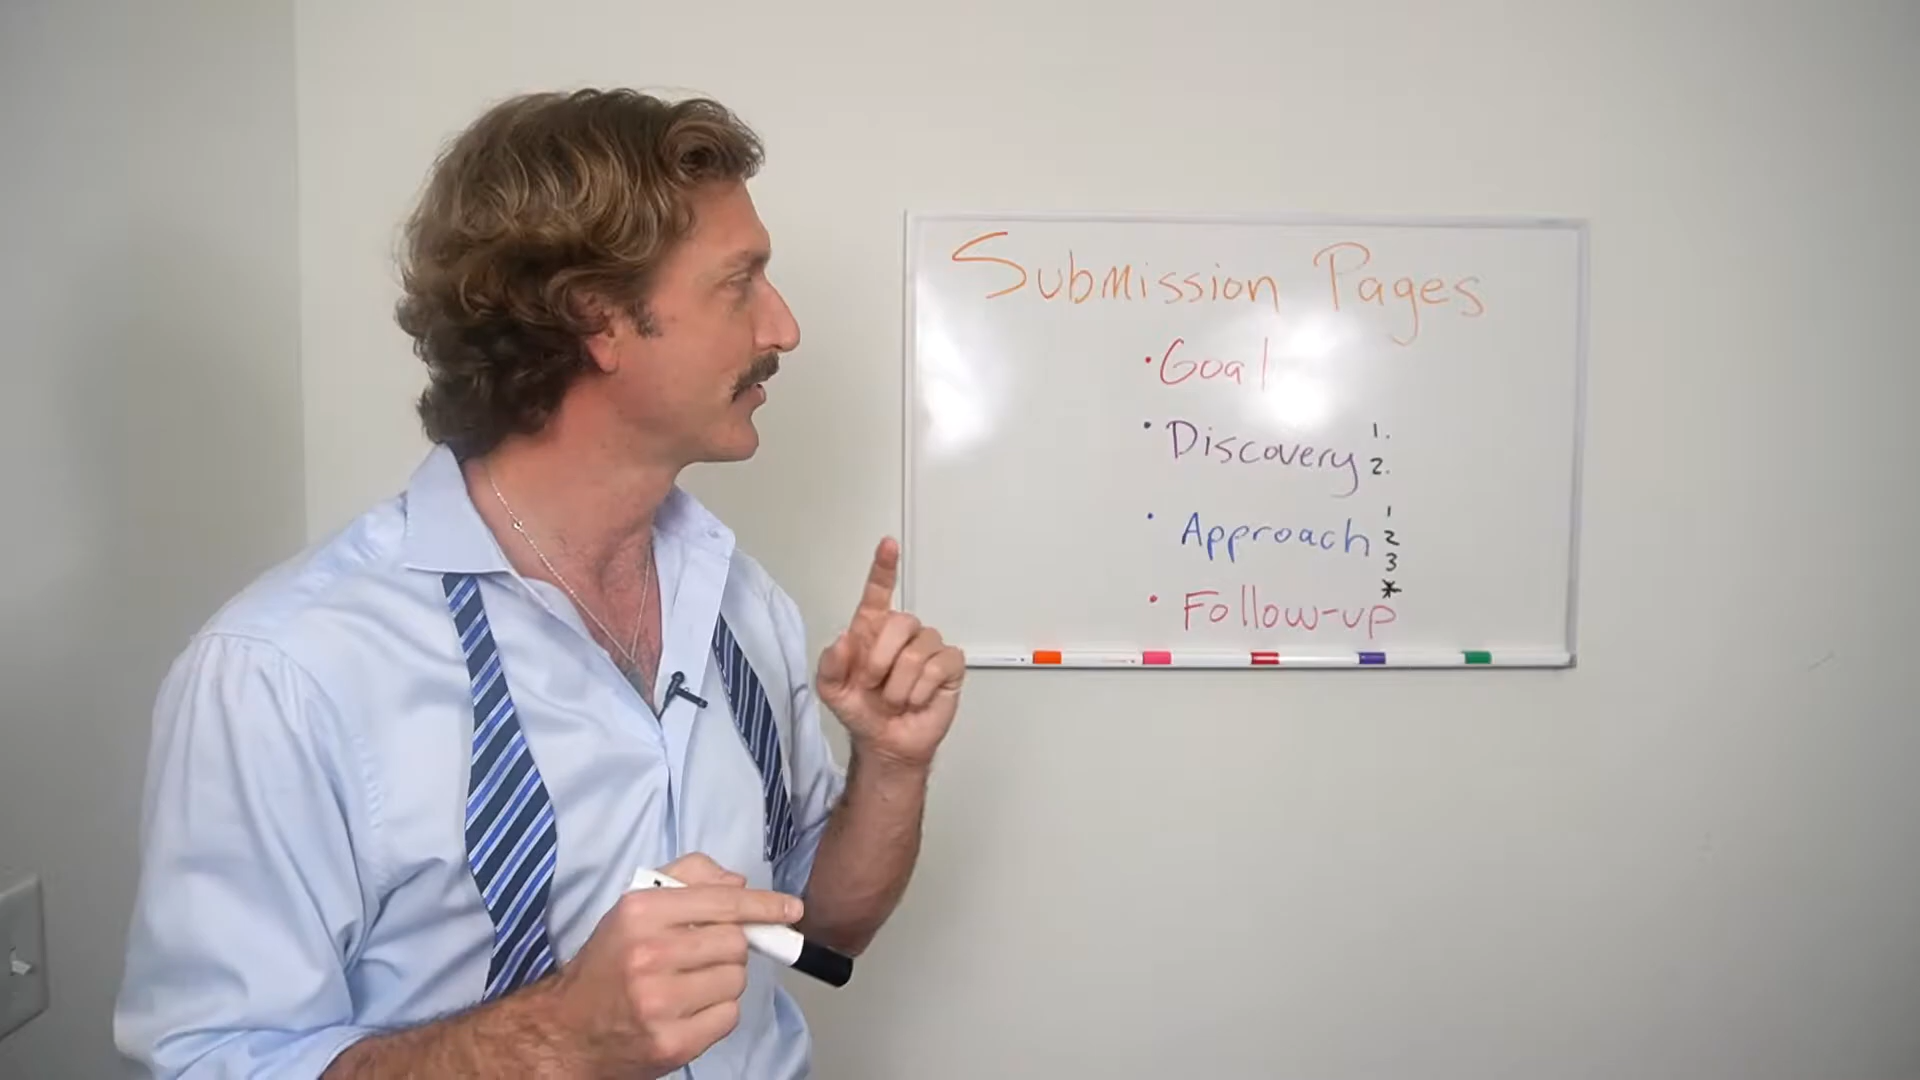 Submission Pages
• Goal
• Discovery 1.
2.
• Approach 1
2
3
*
• Follow-up